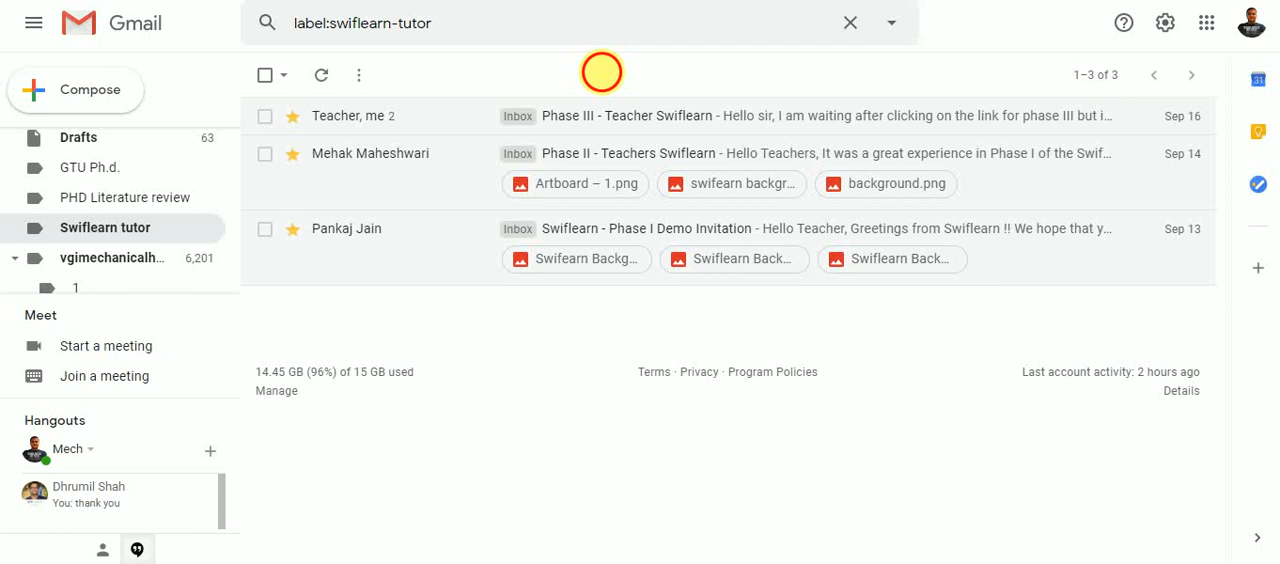 Gmail
label:swiflearn-tutor
Compose
1–3 of 3
31
Drafts 63
GTU Ph.d.
PHD Literature review
Swiflearn tutor
vgimechanicalh... 6,201
1
Teacher, me 2 Inbox Phase III - Teacher Swiflearn - Hello sir, I am waiting after clicking on the link for phase III but i... Sep 16
Mehak Maheshwari Inbox Phase II - Teachers Swiflearn - Hello Teachers, It was a great experience in Phase I of the Swif... Sep 14
Artboard – 1.png swifearn backgr... background.png
Pankaj Jain Inbox Swiflearn - Phase I Demo Invitation - Hello Teacher, Greetings from Swiflearn !! We hope that y... Sep 13
Swifearn Backg... Swiflearn Back... Swiflearn Back...
Meet
Start a meeting
Join a meeting
14.45 GB (96%) of 15 GB used
Manage
Terms · Privacy · Program Policies
Last account activity: 2 hours ago
Details
Hangouts
Mech
Dhrumil Shah
You: thank you